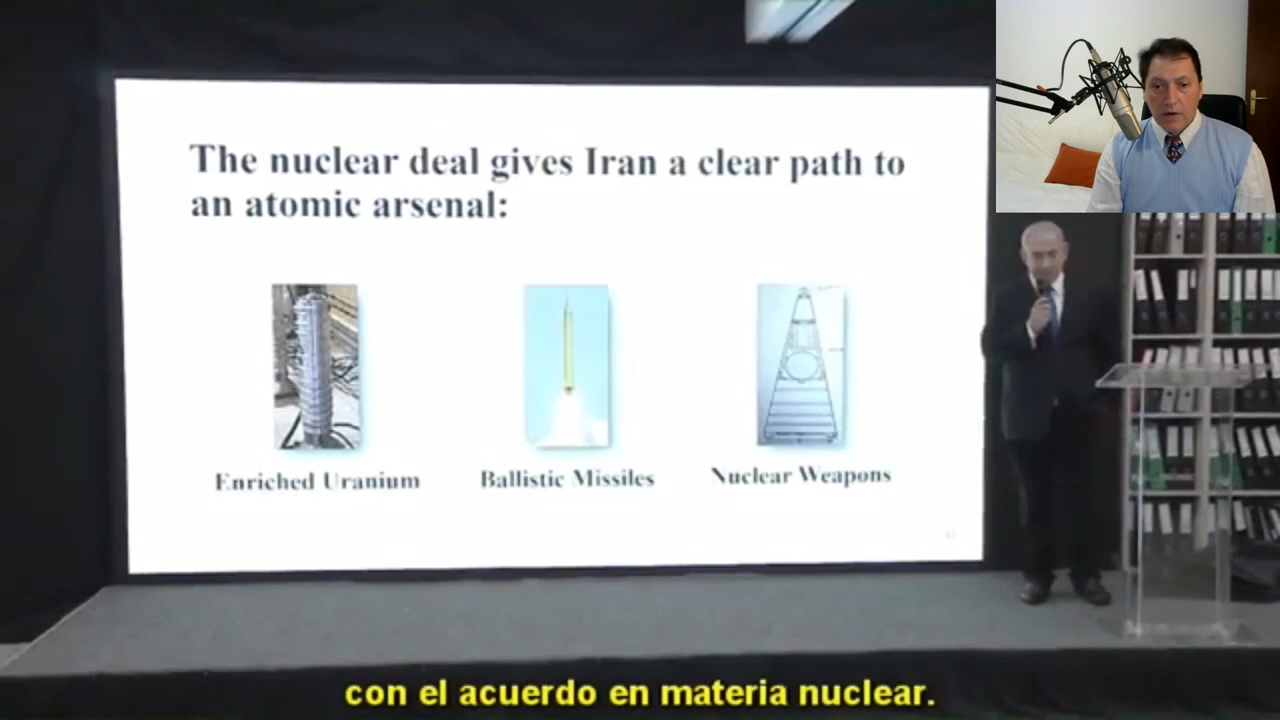 The nuclear deal gives Iran a clear path to
an atomic arsenal:
Enriched Uranium
Ballistic Missiles
Nuclear Weapons
con el acuerdo en materia nuclear.